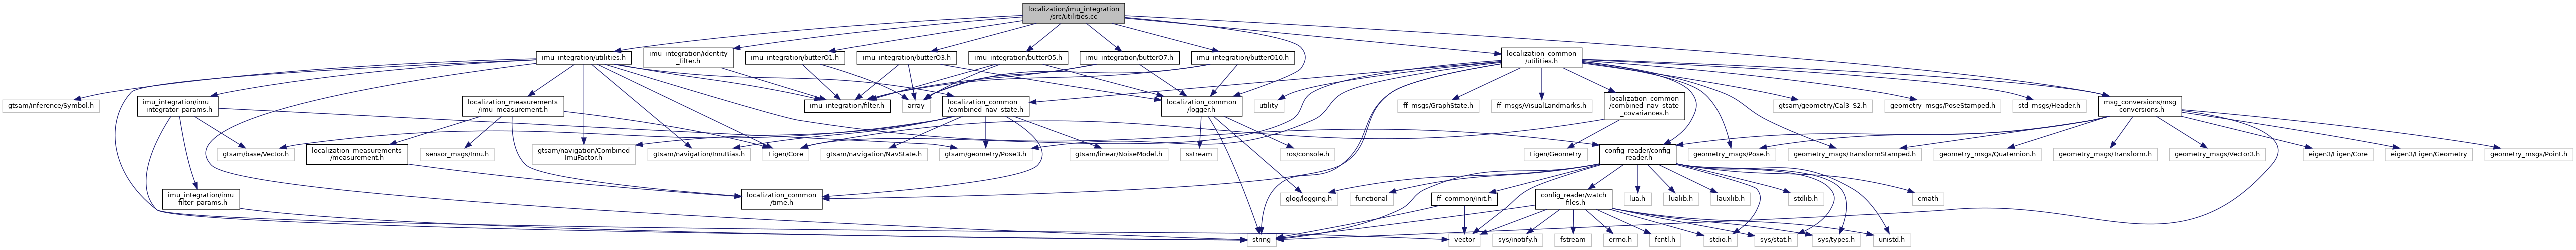 localization/imu_integration
/src/utilities.cc
imu_integration/utilities.h
imu_integration/identity
_filter.h
imu_integration/butterO1.h
imu_integration/butterO3.h
imu_integration/butterO5.h
imu_integration/butterO7.h
imu_integration/butterO10.h
localization_common
/utilities.h
gtsam/inference/Symbol.h
imu_integration/imu
_integrator_params.h
localization_measurements
/imu_measurement.h
imu_integration/filter.h
array
localization_common
/combined_nav_state.h
localization_common
/logger.h
utility
ff_msgs/GraphState.h
ff_msgs/VisualLandmarks.h
localization_common
/combined_nav_state
_covariances.h
gtsam/geometry/Cal3_S2.h
geometry_msgs/PoseStamped.h
std_msgs/Header.h
msg_conversions/msg
_conversions.h
gtsam/base/Vector.h
localization_measurements
/measurement.h
sensor_msgs/Imu.h
gtsam/navigation/Combined
ImuFactor.h
gtsam/navigation/ImuBias.h
Eigen/Core
gtsam/navigation/NavState.h
gtsam/geometry/Pose3.h
gtsam/linear/NoiseModel.h
sstream
ros/console.h
Eigen/Geometry
config_reader/config
_reader.h
geometry_msgs/Pose.h
geometry_msgs/TransformStamped.h
geometry_msgs/Quaternion.h
geometry_msgs/Transform.h
geometry_msgs/Vector3.h
eigen3/Eigen/Core
eigen3/Eigen/Geometry
geometry_msgs/Point.h
imu_integration/imu
_filter_params.h
localization_common
/time.h
glog/logging.h
functional
ff_common/init.h
config_reader/watch
_files.h
lua.h
lualib.h
lauxlib.h
stdlib.h
cmath
string
vector
sys/inotify.h
fstream
errno.h
fcntl.h
stdio.h
sys/stat.h
sys/types.h
unistd.h